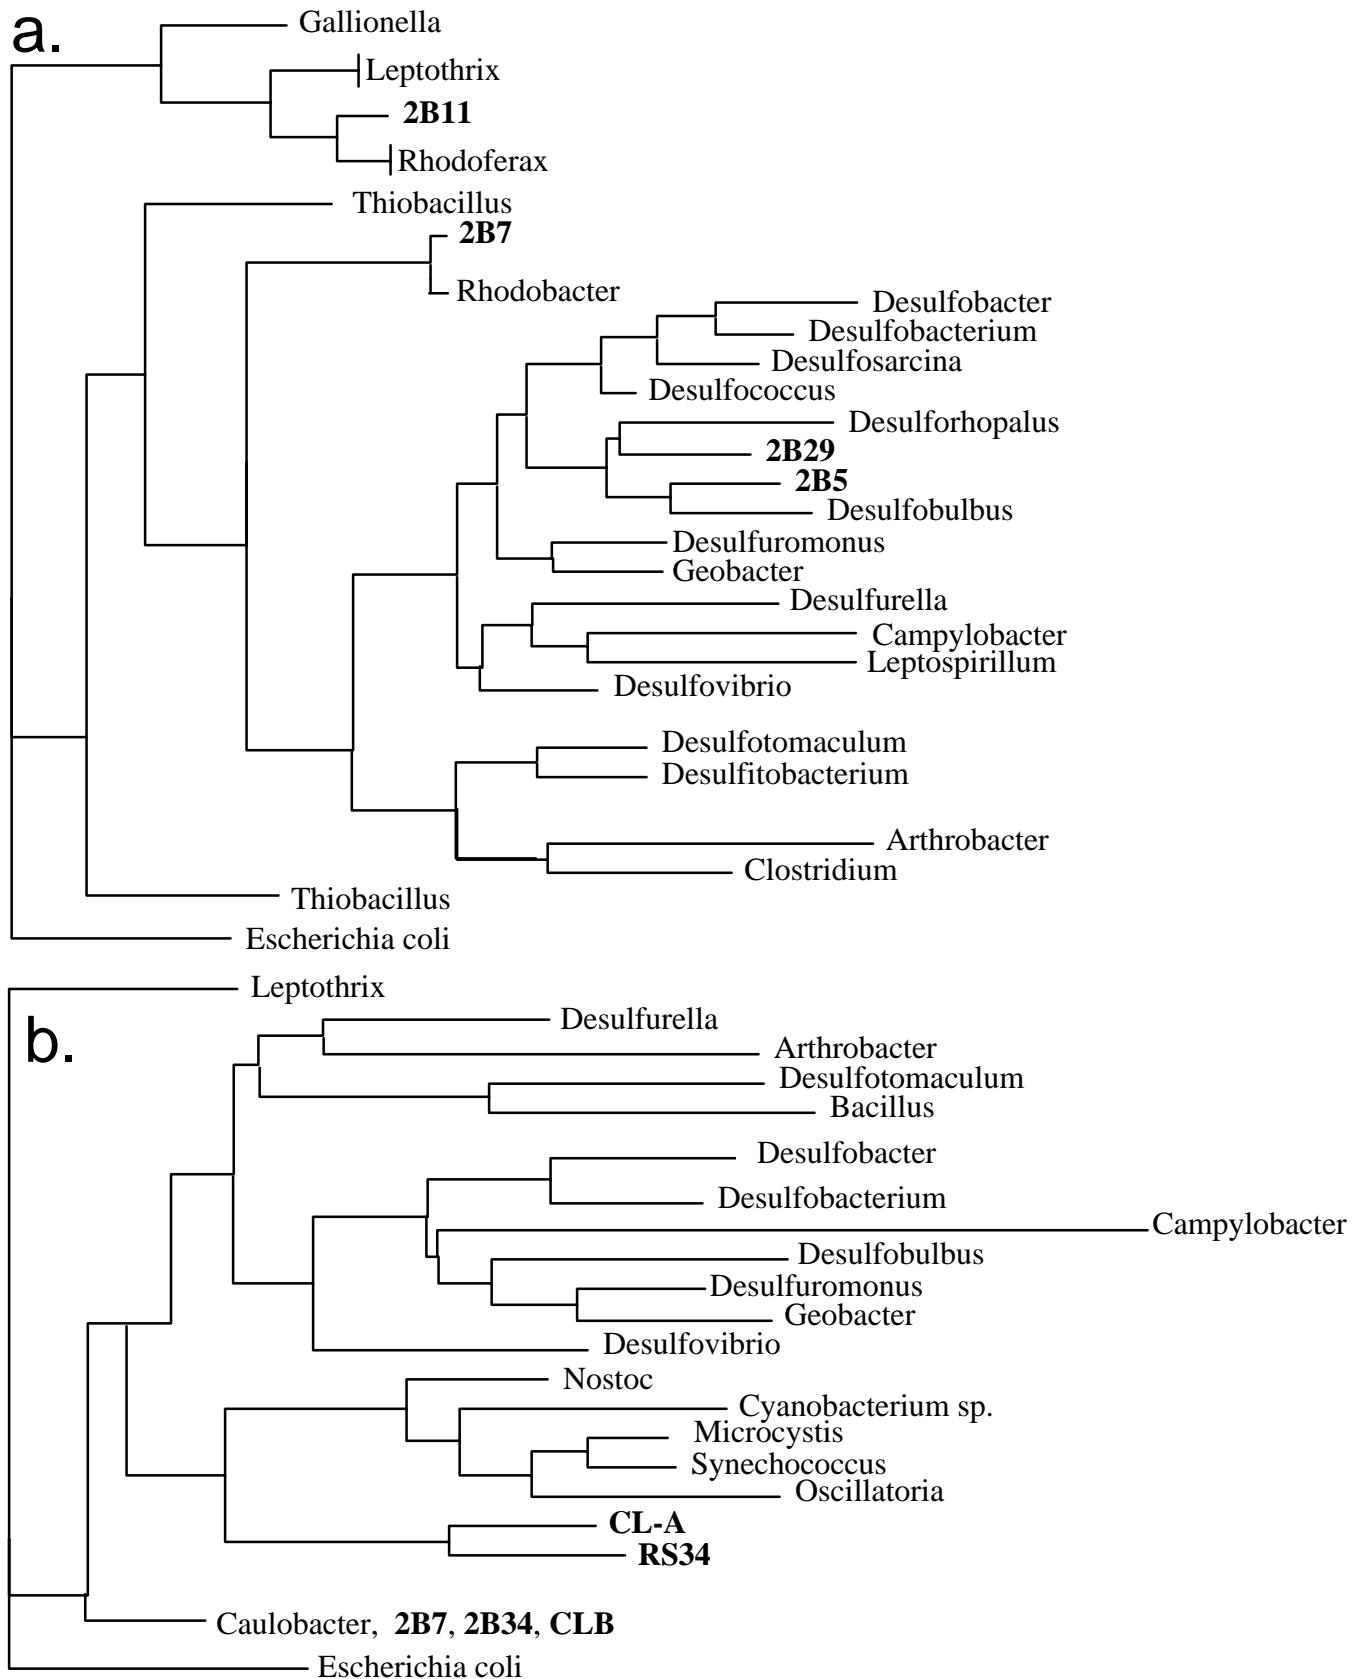 a.
Gallionella
Leptothrix
2B11
Rhodoferax
Thiobacillus
2B7
Rhodobacter
Desulfobacter
Desulfobacterium
Desulfosarcina
Desulfococcus
Desulforhopalus
2B29
2B5
Desulfobulbus
Desulfuromonus
Geobacter
Desulfurella
Campylobacter
Leptospirillum
Desulfovibrio
Desulfotomaculum
Desulfitobacterium
Arthrobacter
Clostridium
Thiobacillus
Escherichia coli
Leptothrix
b.
Desulfurella
Arthrobacter
Desulfotomaculum
Bacillus
Desulfobacter
Desulfobacterium
Campylobacter
Desulfobulbus
Desulfuromonus
Geobacter
Desulfovibrio
Nostoc
Cyanobacterium sp.
Microcystis
Synechococcus
Oscillatoria
CL-A
RS34
Caulobacter, 2B7, 2B34, CLB
Escherichia coli